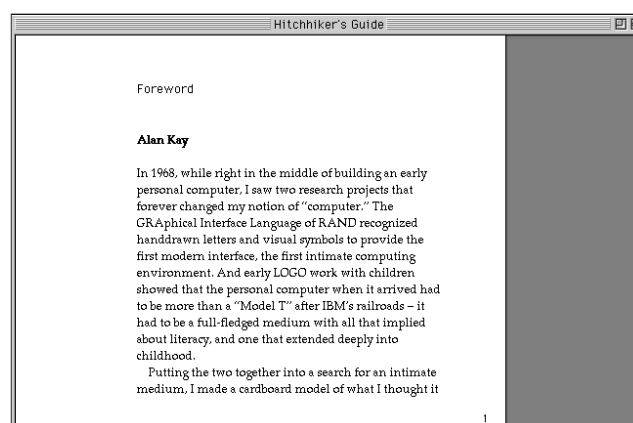 Hitchhiker's Guide
Foreword
Alan Kay
In 1968, while right in the middle of building an early
personal computer, I saw two research projects that
forever changed my notion of “computer.” The
GRAphical Interface Language of RAND recognized
handdrawn letters and visual symbols to provide the
first modern interface, the first intimate computing
environment. And early LOGO work with children
showed that the personal computer when it arrived had
to be more than a “Model T” after IBM's railroads – it
had to be a full-fledged medium with all that implied
about literacy, and one that extended deeply into
childhood.
Putting the two together into a search for an intimate
medium, I made a cardboard model of what I thought it
1